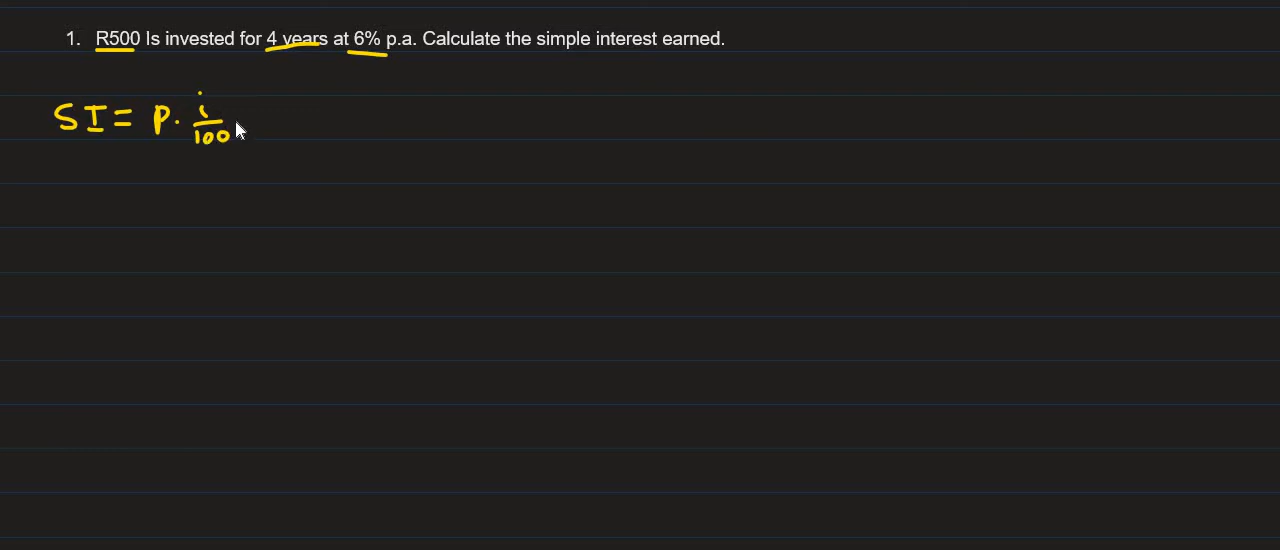 1. R500 Is invested for 4 years at 6% p.a. Calculate the simple interest earned.
SI = P · i/100